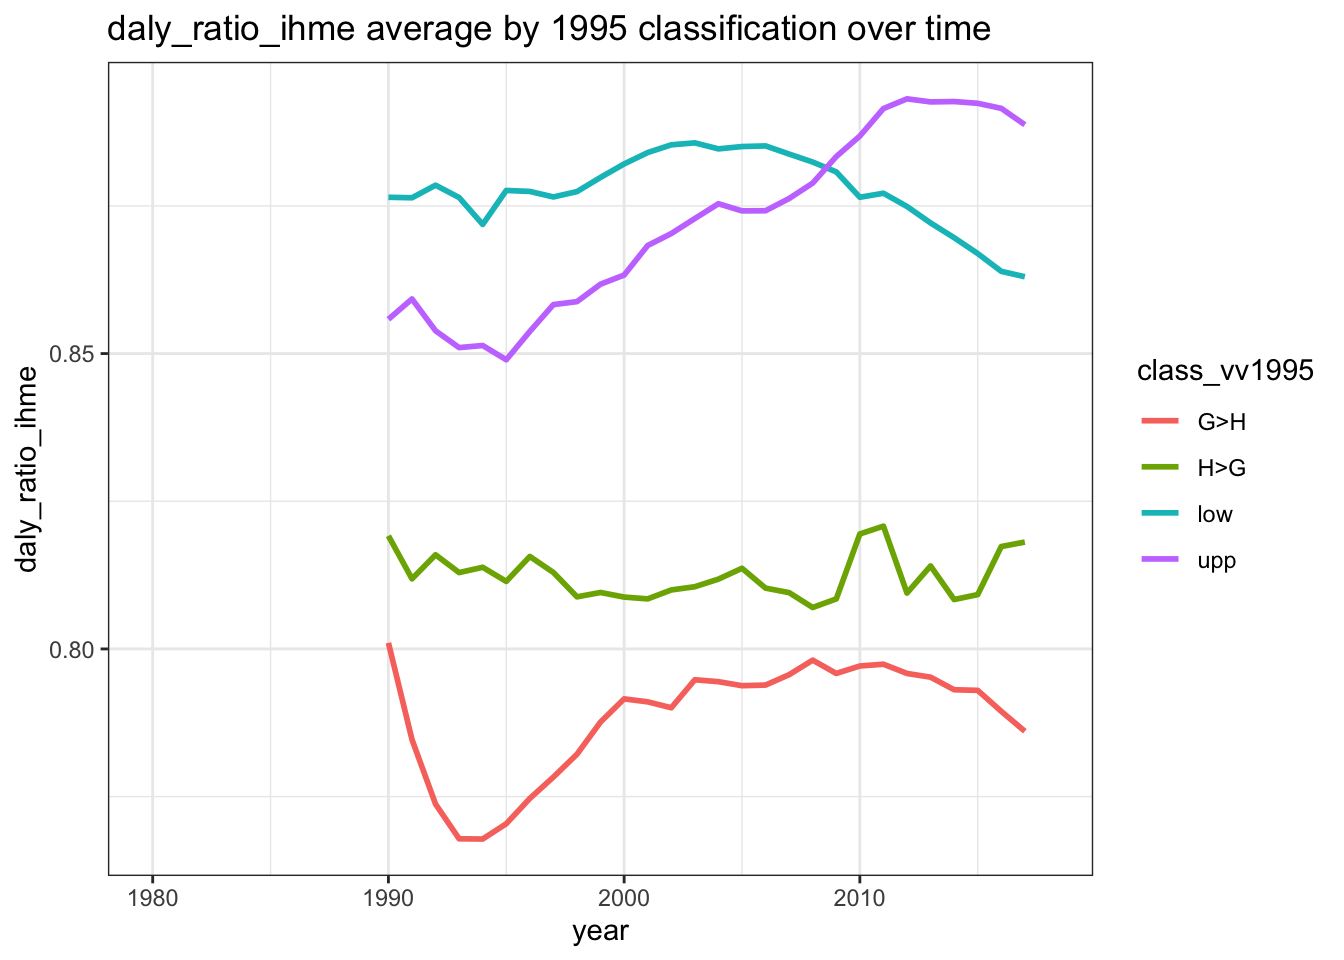 daly_ratio_ihme average by 1995 classification over time
daly_ratio_ihme
0.85
0.80
1980
1990
2000
2010
year
class_vv1995
G>H
H>G
low
upp